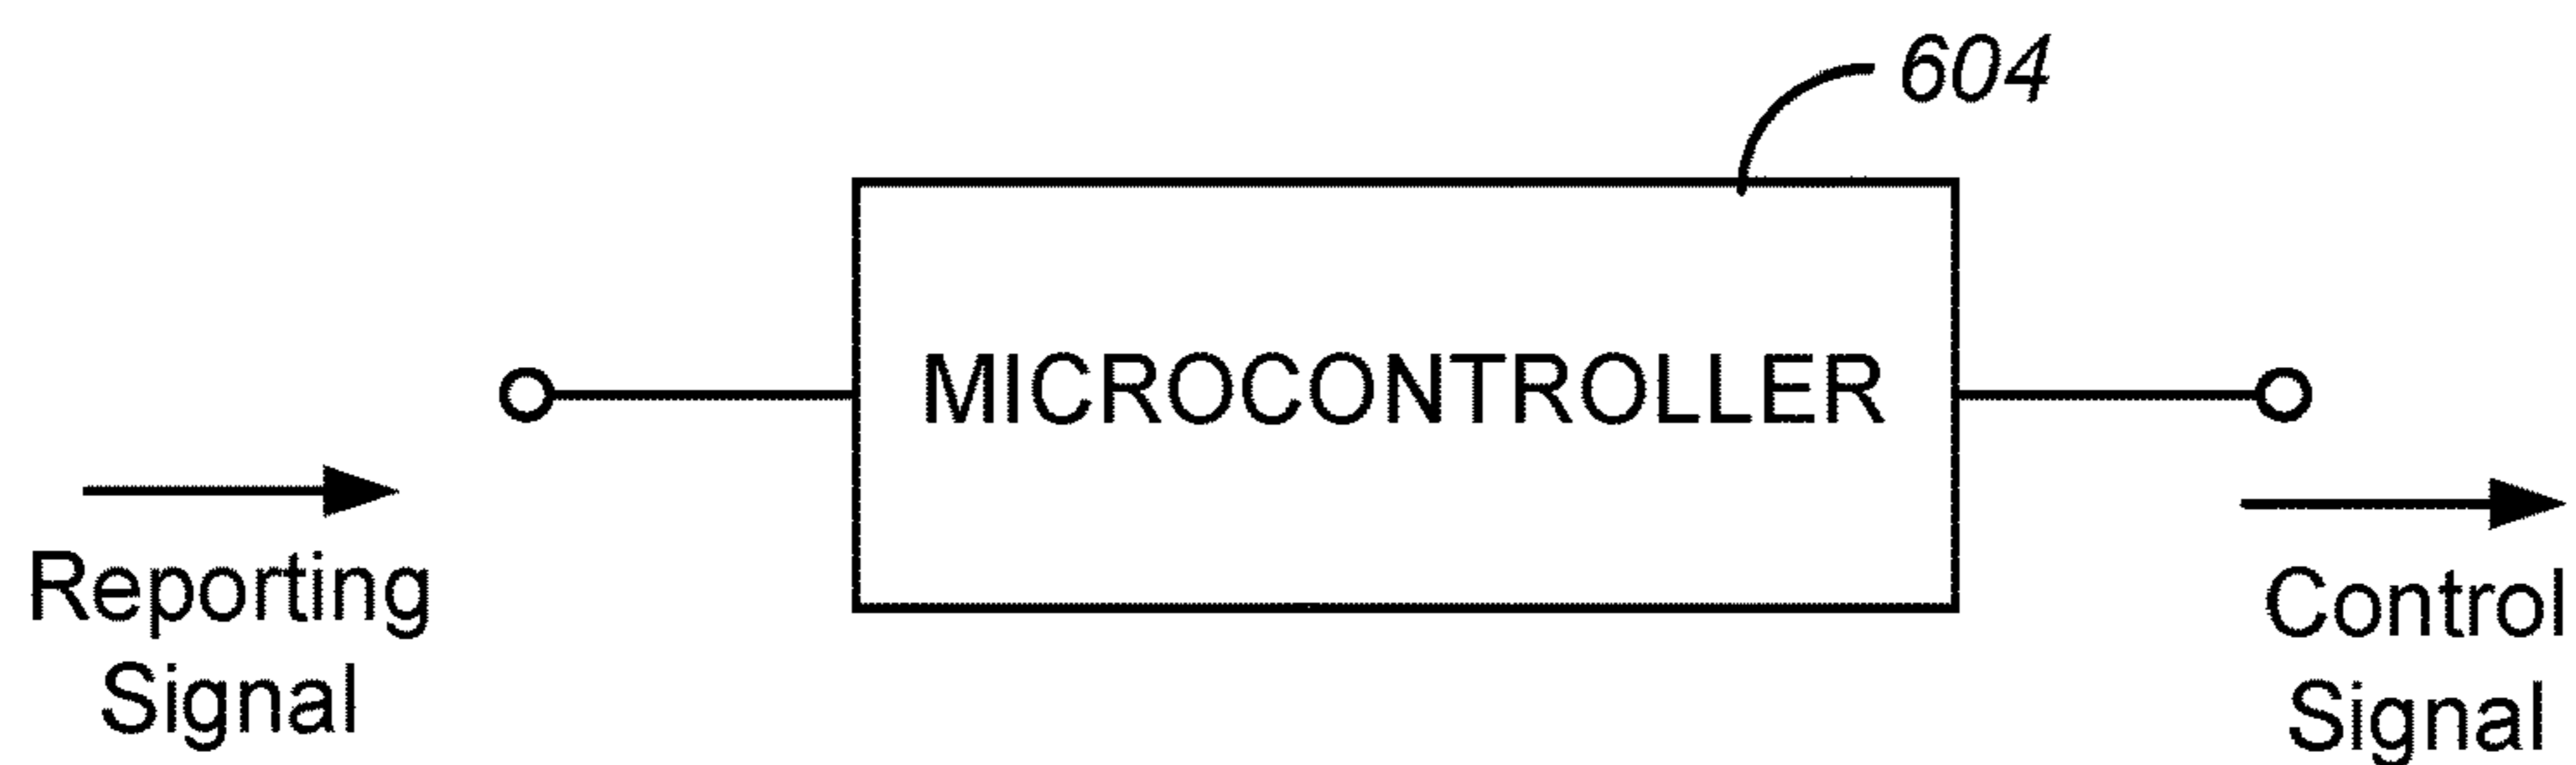 604
MICROCONTROLLER
Reporting
Signal
Control
Signal